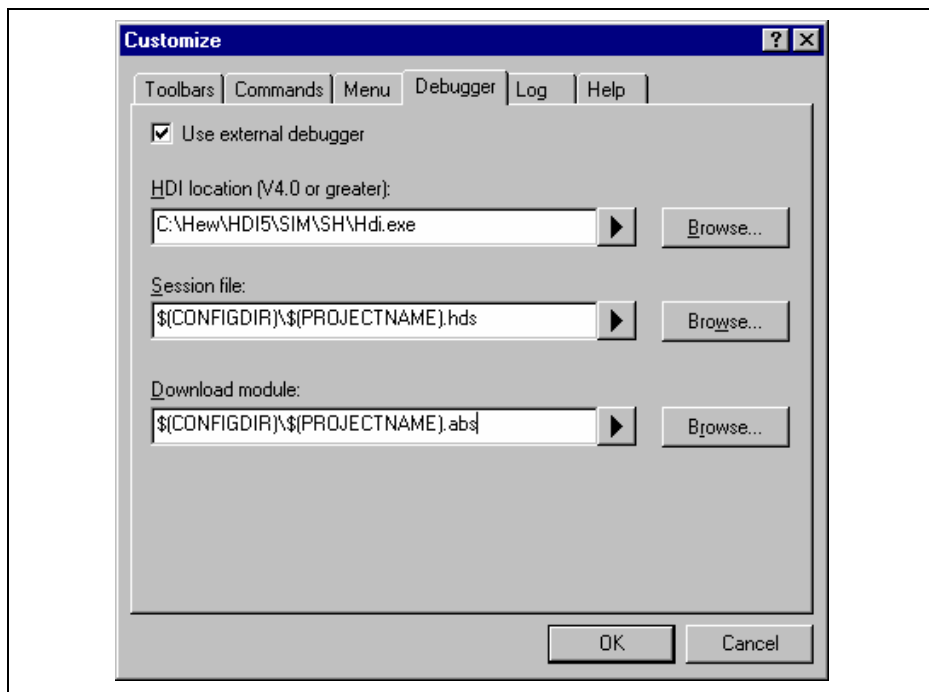 Customize
Toolbars Commands Menu Debugger Log Help
Use external debugger
HDI location (V4.0 or greater):
C:\Hew\HDI5\SIM\SH\Hdi.exe Browse...
Session file:
$(CONFIGDIR)\$(PROJECTNAME).hds Browse...
Download module:
$(CONFIGDIR)\$(PROJECTNAME).abs Browse...
OK Cancel